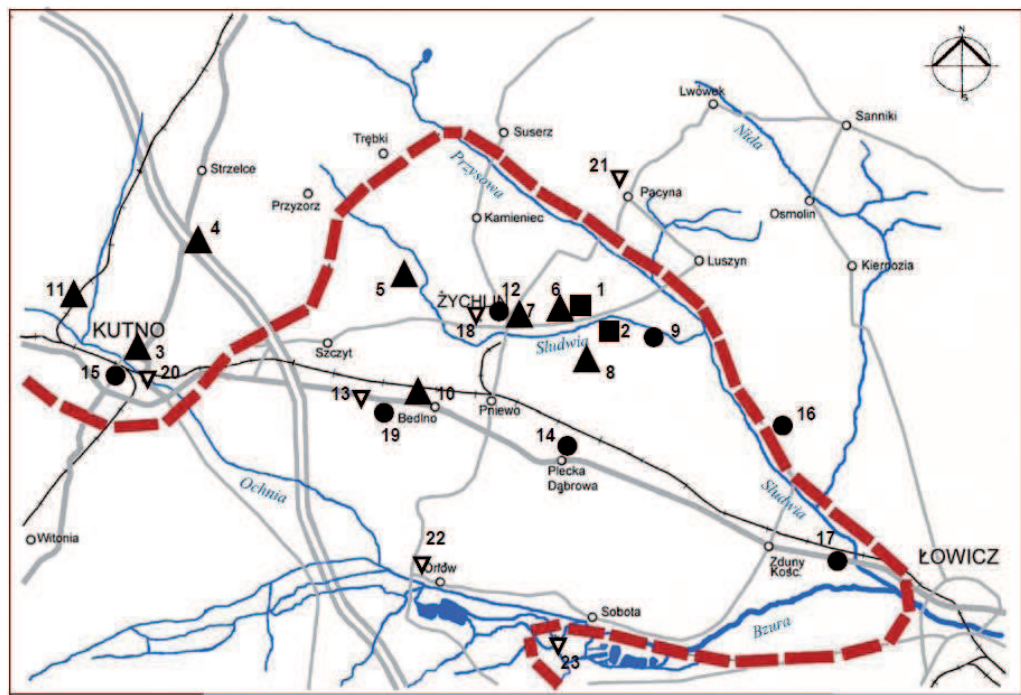 N
S
Lwówek
Sanniki
Suserz
Trębki
Nida
Przysowa
21
Pacyna
Strzelce
Przyzorz
Osmolin
Kamieniec
4
Luszyn
Kiernozia
5
11
ŻYCHLIN
12
6
1
7
18
2
9
KUTNO
3
Szczyt
Słudwia
8
15
20
13
10
Bedlno
Pniewo
19
16
14
Plecka
Dąbrowa
Ochnia
Słudwia
Witonia
22
17
ŁOWICZ
Zduny
Kość.
Orłów
Sobota
Bzura
23